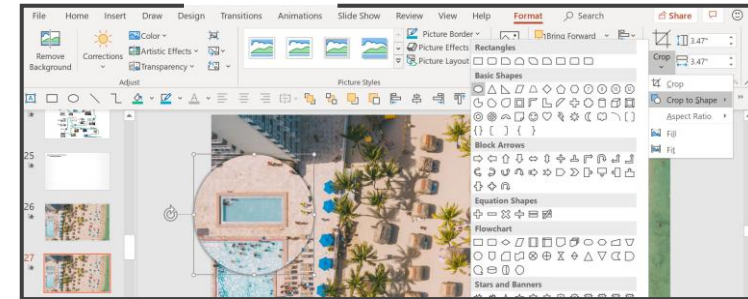 File Home Insert Draw Design Transitions Animations Slide Show Review View Help Format Search Share
Remove Background
Corrections
Color
Artistic Effects
Transparency
Adjust
Picture Styles
Picture Border
Picture Effects
Picture Layout
Bring Forward
Crop
3.47"
3.47"
Rectangles
Basic Shapes
Block Arrows
Equation Shapes
Flowchart
Stars and Banners
Crop
Crop to Shape
Aspect Ratio
Fill
Fit
25
26
27